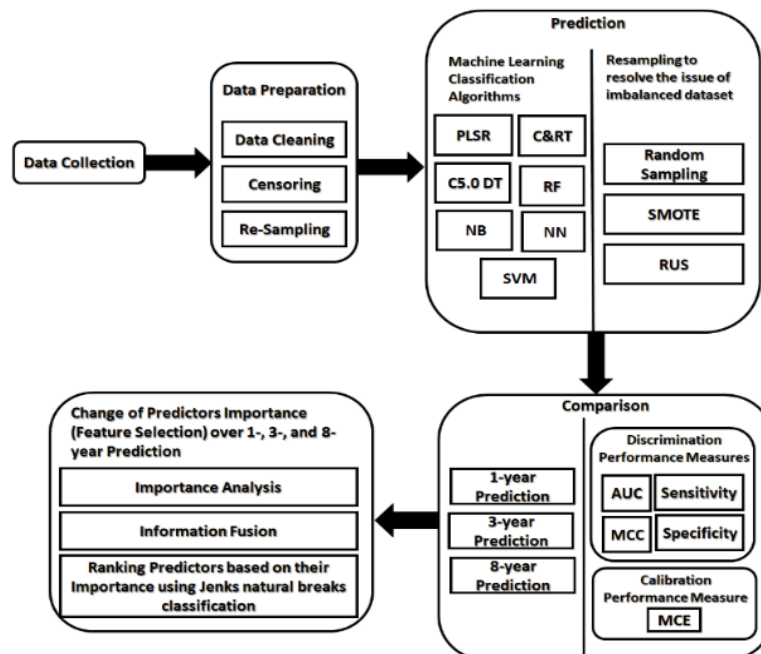 Data Collection
Data Preparation
Data Cleaning
Censoring
Re-Sampling
Prediction
Machine Learning
Classification
Algorithms
PLSR
C&RT
C5.0 DT
RF
NB
NN
SVM
Resampling to
resolve the issue of
imbalanced dataset
Random
Sampling
SMOTE
RUS
Comparison
1-year
Prediction
3-year
Prediction
8-year
Prediction
Discrimination
Performance Measures
AUC
Sensitivity
MCC
Specificity
Calibration
Performance Measure
MCE
Change of Predictors Importance
(Feature Selection) over 1-, 3-, and 8-
year Prediction
Importance Analysis
Information Fusion
Ranking Predictors based on their
Importance using Jenks natural breaks
classification